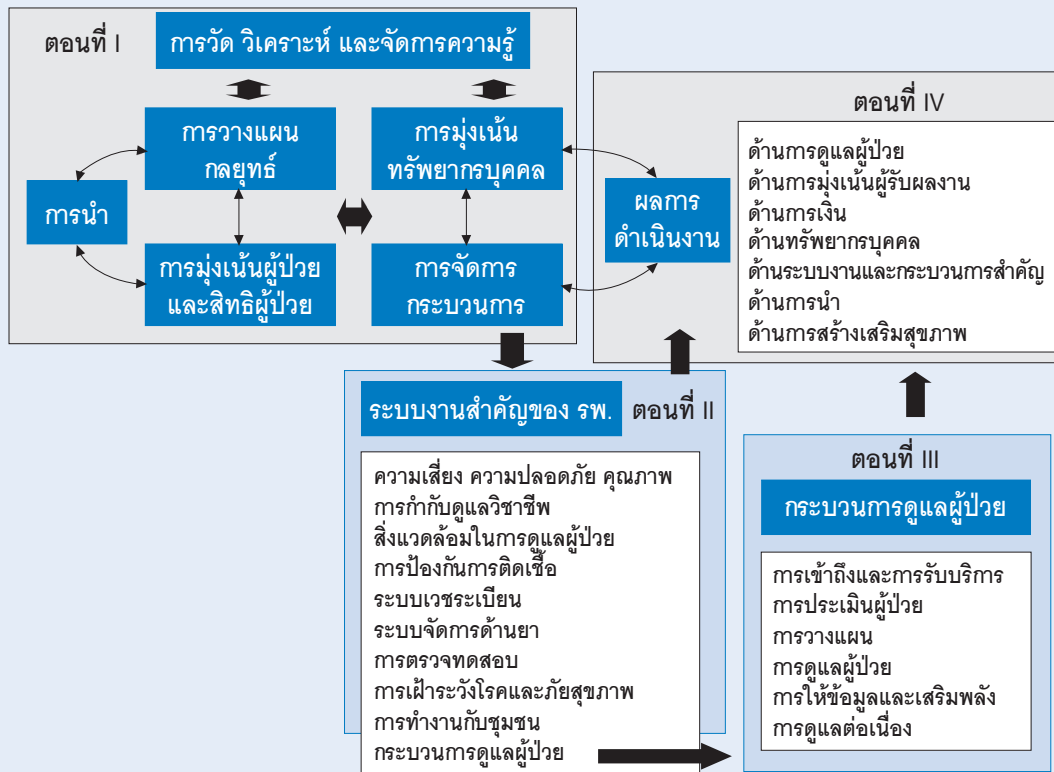 ตอนที่ I
การวัด วิเคราะห์ และจัดการความรู้
การวางแผน
กลยุทธ์
การมุ่งเน้น
ทรัพยากรบุคคล
การนำ
การมุ่งเน้นผู้ป่วย
และสิทธิผู้ป่วย
การจัดการ
กระบวนการ
ผลการ
ดำเนินงาน
ตอนที่ IV
ด้านการดูแลผู้ป่วย
ด้านการมุ่งเน้นผู้รับผลงาน
ด้านการเงิน
ด้านทรัพยากรบุคคล
ด้านระบบงานและกระบวนการสำคัญ
ด้านการนำ
ด้านการสร้างเสริมสุขภาพ
ระบบงานสำคัญของ รพ.
ตอนที่ II
ความเสี่ยง ความปลอดภัย คุณภาพ
การกำกับดูแลวิชาชีพ
สิ่งแวดล้อมในการดูแลผู้ป่วย
การป้องกันการติดเชื้อ
ระบบเวชระเบียน
ระบบจัดการด้านยา
การตรวจทดสอบ
การเฝ้าระวังโรคและภัยสุขภาพ
การทำงานกับชุมชน
กระบวนการดูแลผู้ป่วย
ตอนที่ III
กระบวนการดูแลผู้ป่วย
การเข้าถึงและการรับบริการ
การประเมินผู้ป่วย
การวางแผน
การดูแลผู้ป่วย
การให้ข้อมูลและเสริมพลัง
การดูแลต่อเนื่อง